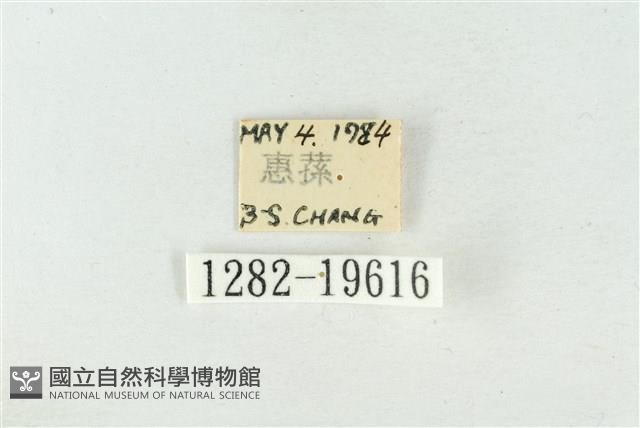 MAY 4. 1984
惠蓀
B-S. CHANG
1282-19616
國立自然科學博物館
NATIONAL MUSEUM OF NATURAL SCIENCE